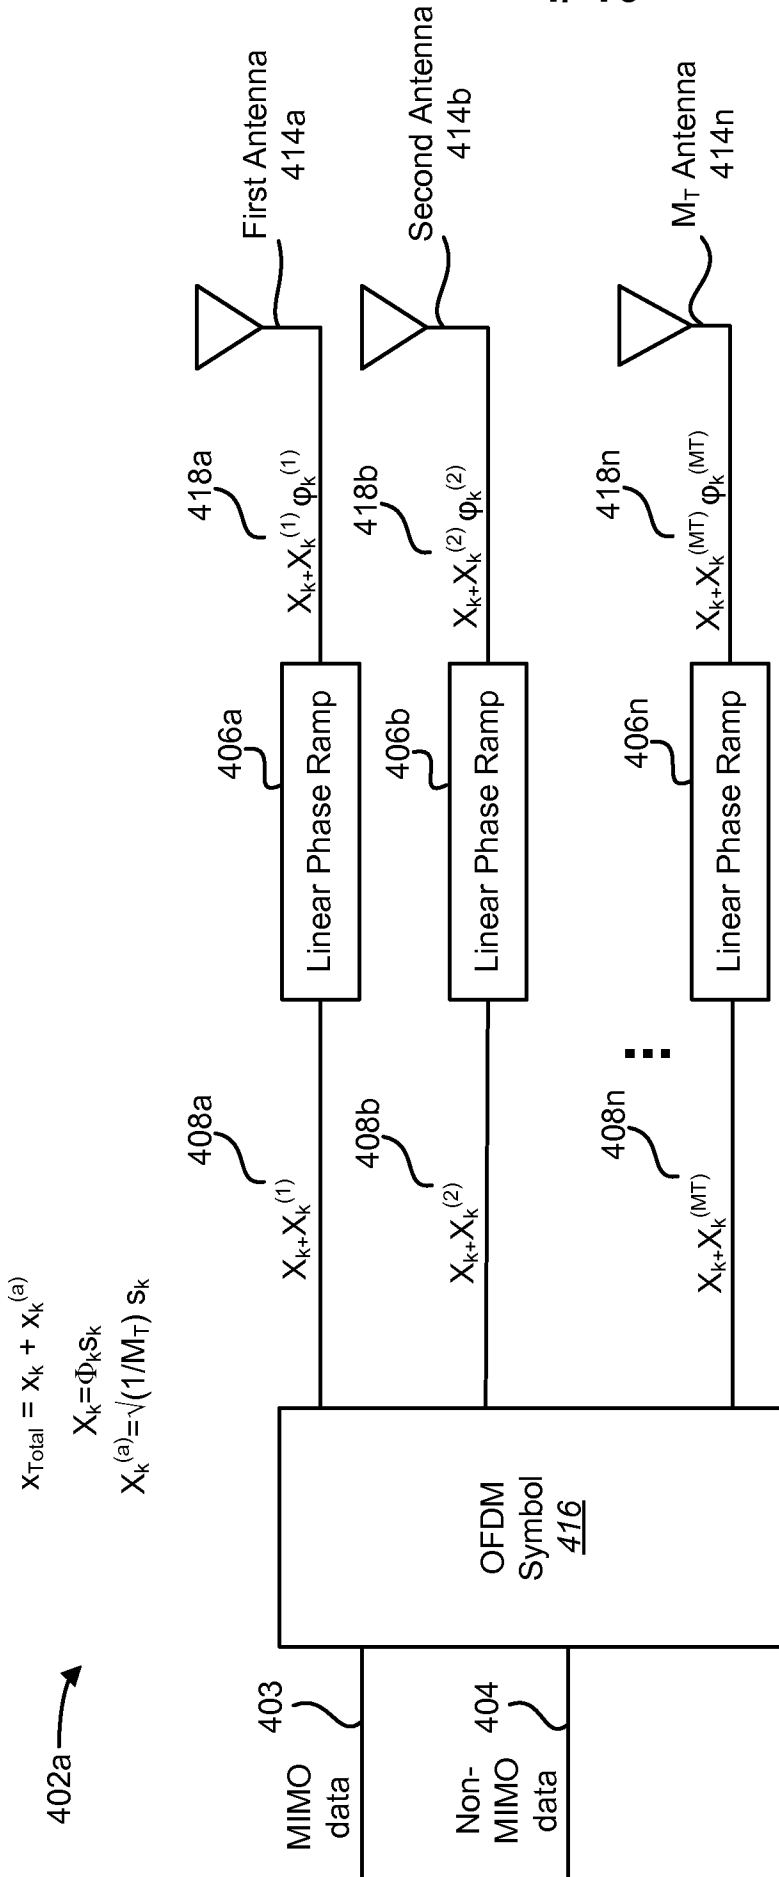 402a
x_Total = x_k + x_k^(a)
X_k=Φ_k s_k
X_k^(a)=√(1/M_T) s_k
MIMO
data
403
Non-
MIMO
data
404
OFDM
Symbol
416
408a
X_k+X_k^(1)
406a
Linear Phase Ramp
418a
X_k+X_k^(1) φ_k^(1)
First Antenna
414a
408b
X_k+X_k^(2)
406b
Linear Phase Ramp
418b
X_k+X_k^(2) φ_k^(2)
Second Antenna
414b
408n
X_k+X_k^(MT)
406n
Linear Phase Ramp
418n
X_k+X_k^(MT) φ_k^(MT)
M_T Antenna
414n